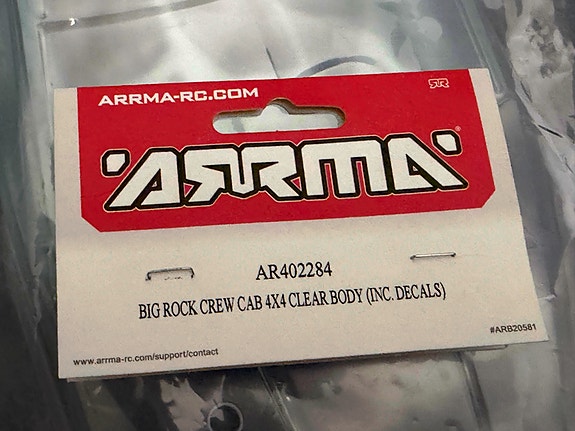 ARRMA-RC.COM
ARRMA
AR402284
BIG ROCK CREW CAB 4X4 CLEAR BODY (INC. DECALS)
#ARB20581
www.arrma-rc.com/support/contact